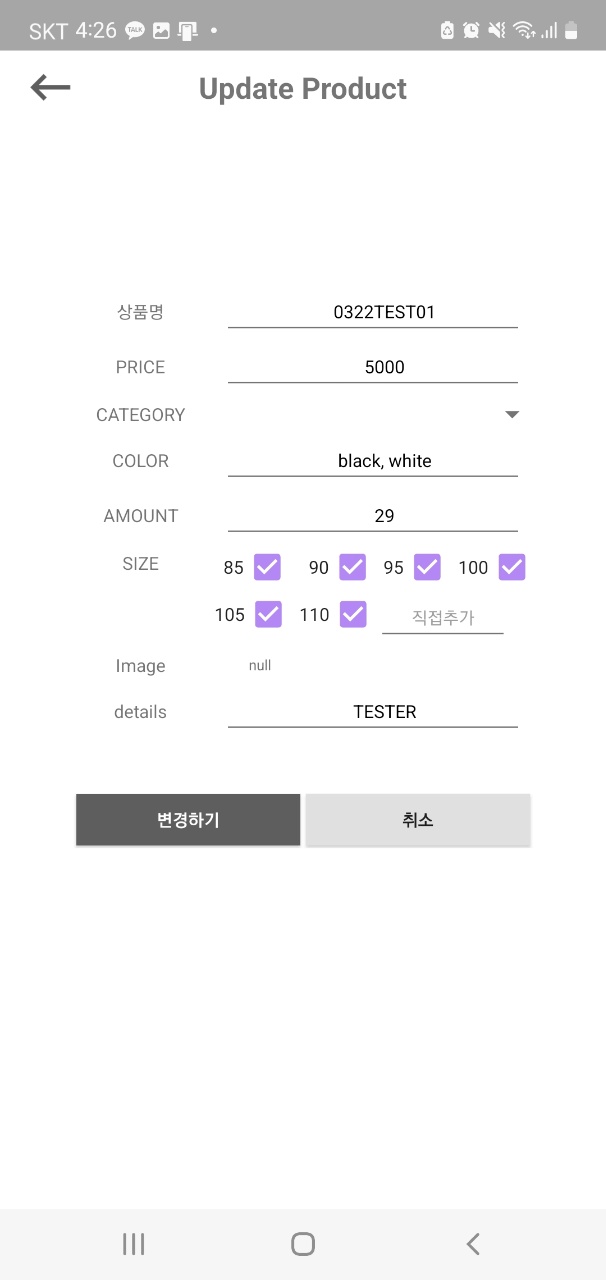 SKT 4:26 TALK
Update Product
상품명 0322TEST01
PRICE 5000
CATEGORY
COLOR black, white
AMOUNT 29
SIZE 85 90 95 100
105 110 직접추가
Image null
details TESTER
변경하기 취소